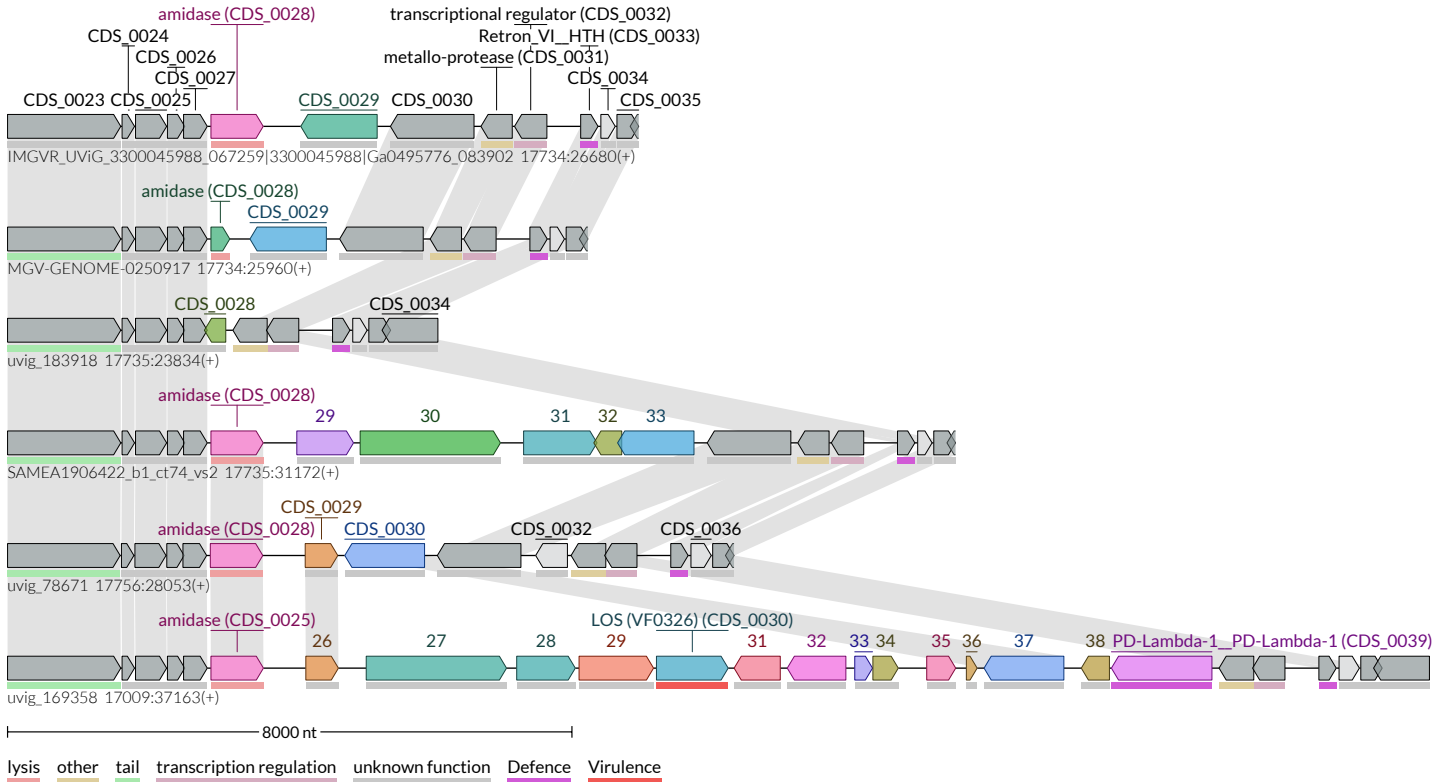 amidase (CDS_0028) transcriptional regulator (CDS_0032)
CDS_0024 Retron_VI__HTH (CDS_0033)
CDS_0026 metallo-protease (CDS_0031)
CDS_0027 CDS_0034
CDS_0023 CDS_0025 CDS_0029 CDS_0030 CDS_0035
IMGVR_UViG_3300045988_067259|3300045988|Ga0495776_083902 17734:26680(+)
amidase (CDS_0028)
CDS_0029
MGV-GENOME-0250917 17734:25960(+)
CDS_0028 CDS_0034
uvig_183918 17735:23834(+)
amidase (CDS_0028)
29 30 31 32 33
SAMEA1906422_b1_ct74_vs2 17735:31172(+)
CDS_0029
amidase (CDS_0028) CDS_0030 CDS_0032 CDS_0036
uvig_78671 17756:28053(+)
amidase (CDS_0025) LOS (VF0326) (CDS_0030)
26 27 28 29 31 32 33 34 35 36 37 38 PD-Lambda-1__PD-Lambda-1 (CDS_0039)
uvig_169358 17009:37163(+)
8000 nt
lysis other tail transcription regulation unknown function Defence Virulence